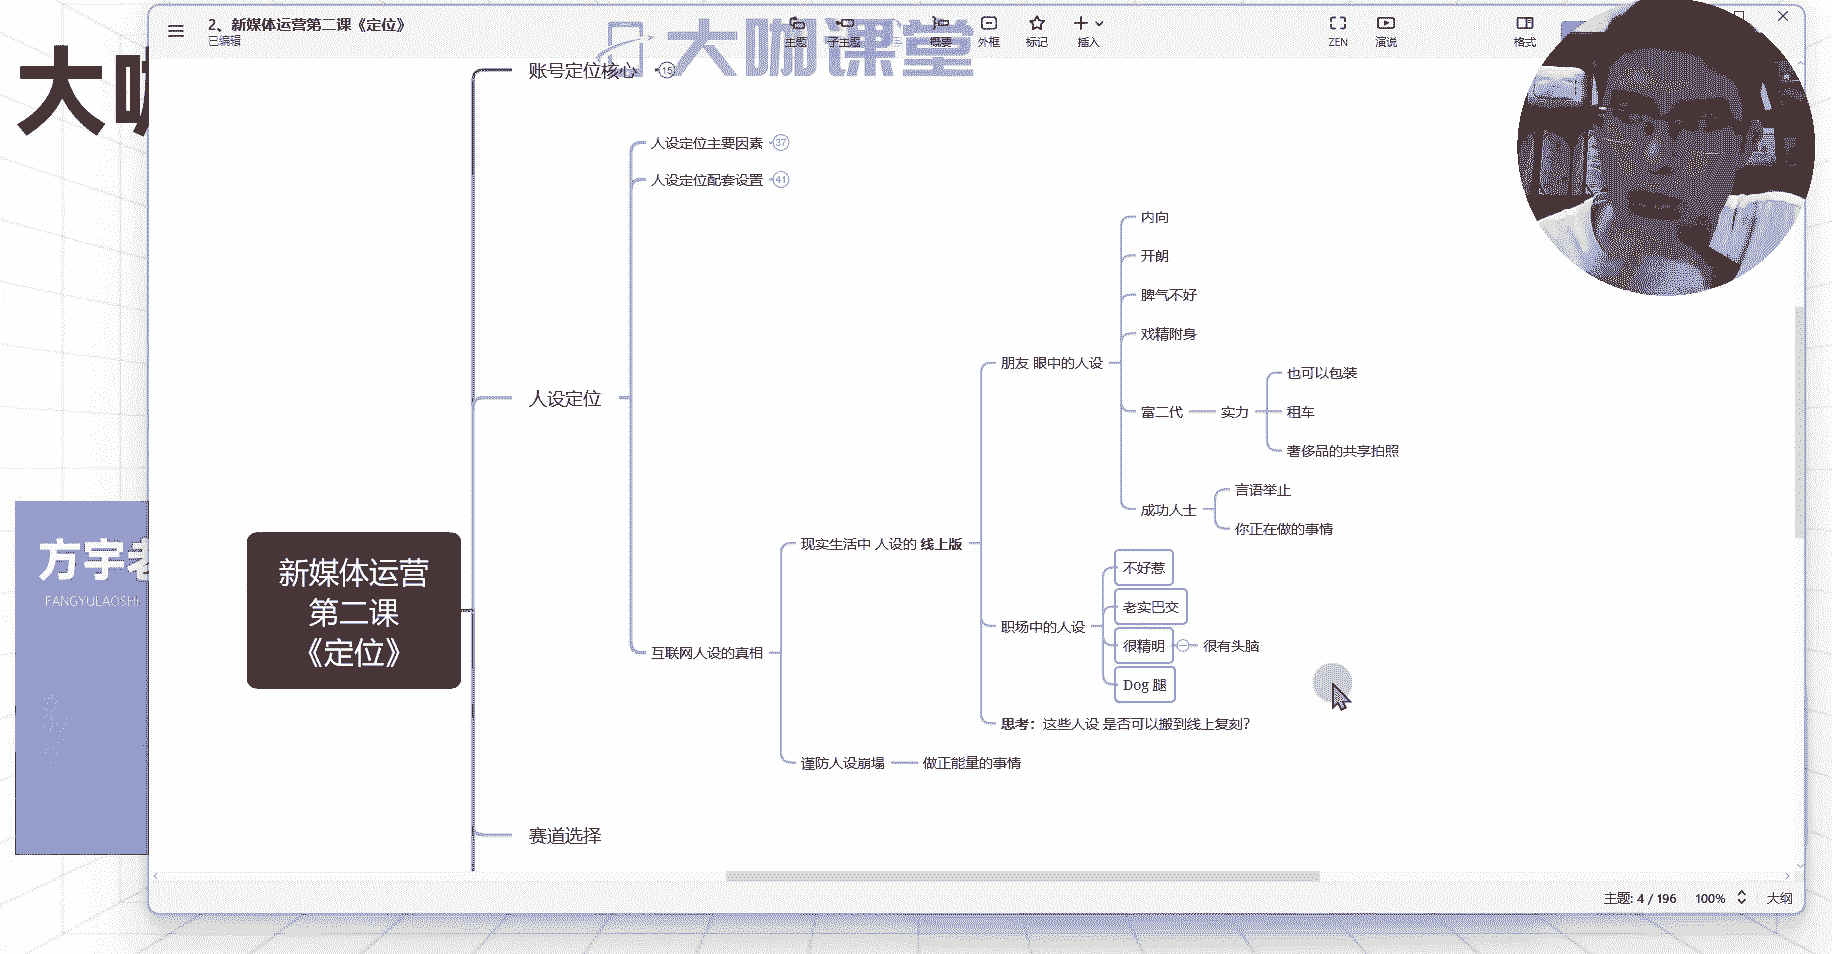 2、新媒体运营第二课《定位》
已编辑
主题
子主题
概要
外框
标记
插入
ZEN
演说
格式
大咖课堂
大咖
方宇老
FANGYULAOSHI
账号定位核心
15
人设定位主要因素
37
人设定位配套设置
41
内向
开朗
脾气不好
戏精附身
朋友 眼中的人设
也可以包装
人设定位
富二代
实力
租车
奢侈品的共享拍照
言语举止
成功人士
你正在做的事情
现实生活中 人设的 线上版
不好惹
新媒体运营
第二课
《定位》
老实巴交
职场中的人设
很精明
很有头脑
互联网人设的真相
Dog 腿
思考：这些人设 是否可以搬到线上复刻？
谨防人设崩塌
做正能量的事情
赛道选择
主题: 4 / 196
100%
大纲